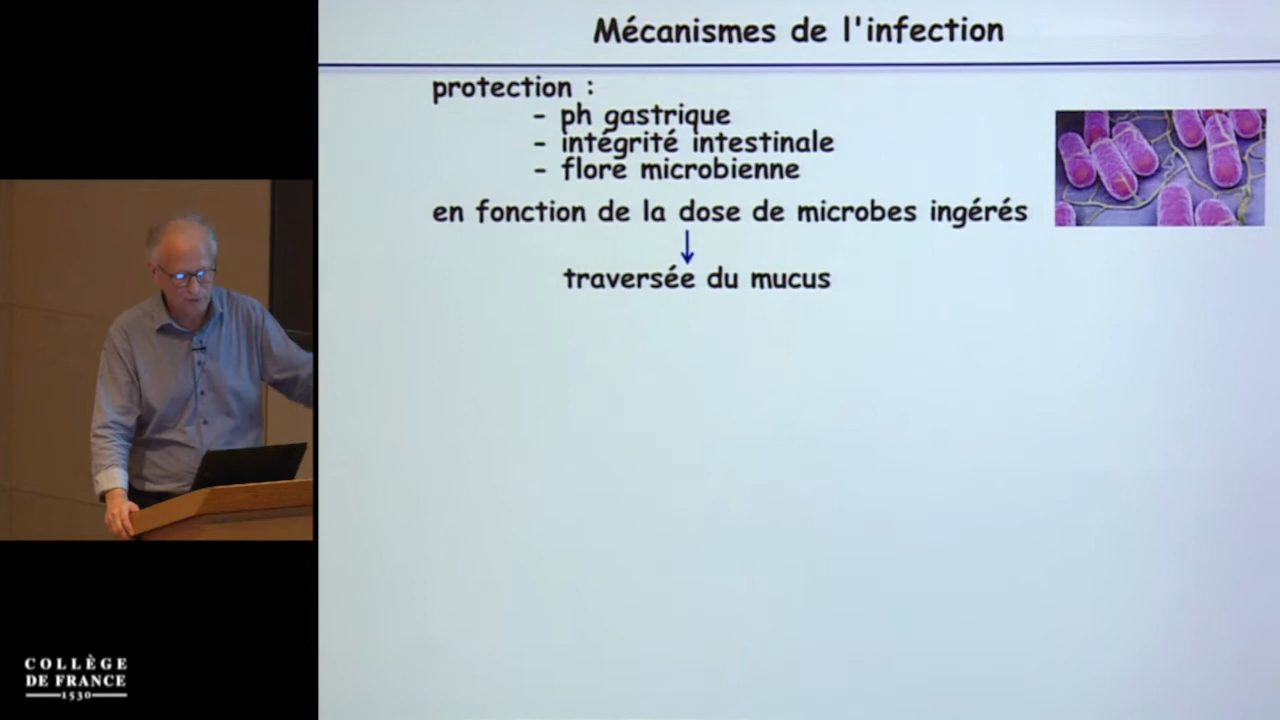 Mécanismes de l'infection
protection :
- ph gastrique
- intégrité intestinale
- flore microbienne
en fonction de la dose de microbes ingérés
↓
traversée du mucus
COLLÈGE
DE FRANCE
1530